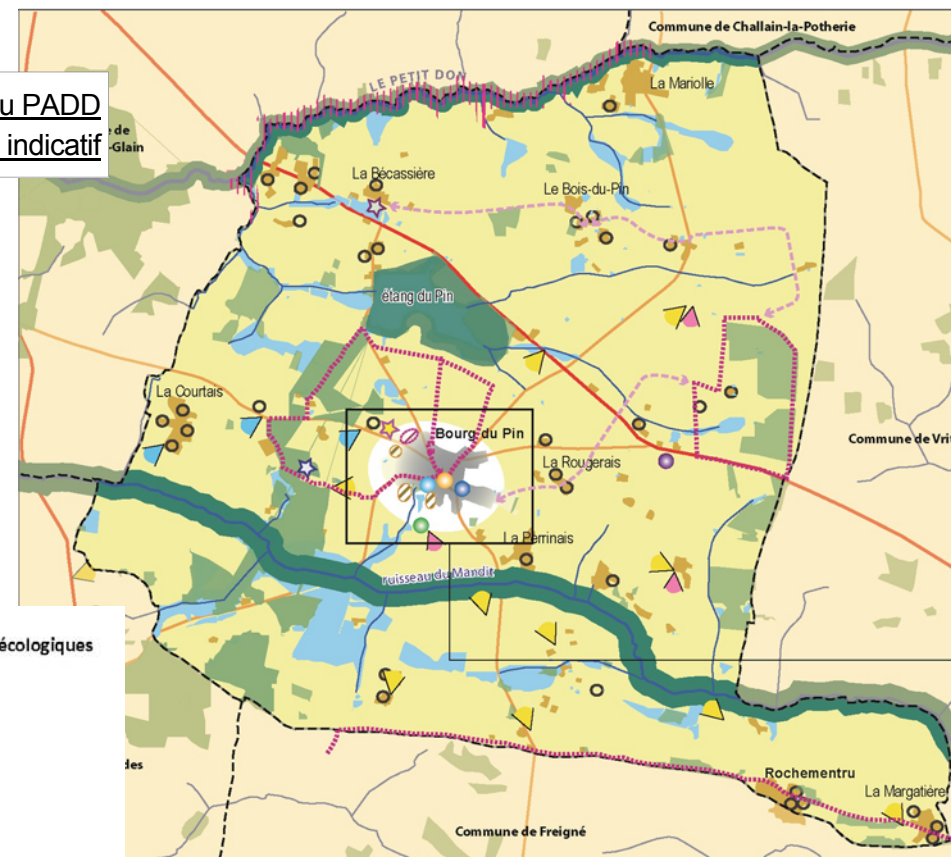 Commune de Challain-la-Potherie
LE PETIT DON
La Mariolle
u PADD
indicatif
e de
-Glain
La Bécassière
Le Bois-du-Pin
étang du Pin
La Courtais
Bourg du Pin
Commune de Vrit
La Rougerais
La Perrinais
ruisseau du Mandit
écologiques
des
Rochementru
La Margatière
Commune de Freigné